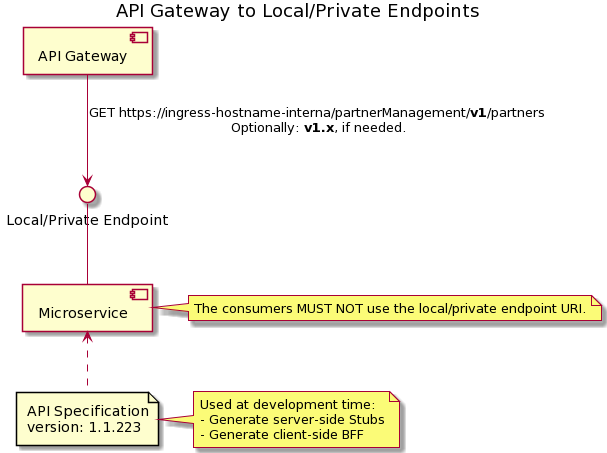 API Gateway to Local/Private Endpoints
API Gateway
GET https://ingress-hostname-interna/partnerManagement/v1/partners
Optionally: v1.x, if needed.
Local/Private Endpoint
Microservice
The consumers MUST NOT use the local/private endpoint URI.
API Specification
version: 1.1.223
Used at development time:
- Generate server-side Stubs
- Generate client-side BFF